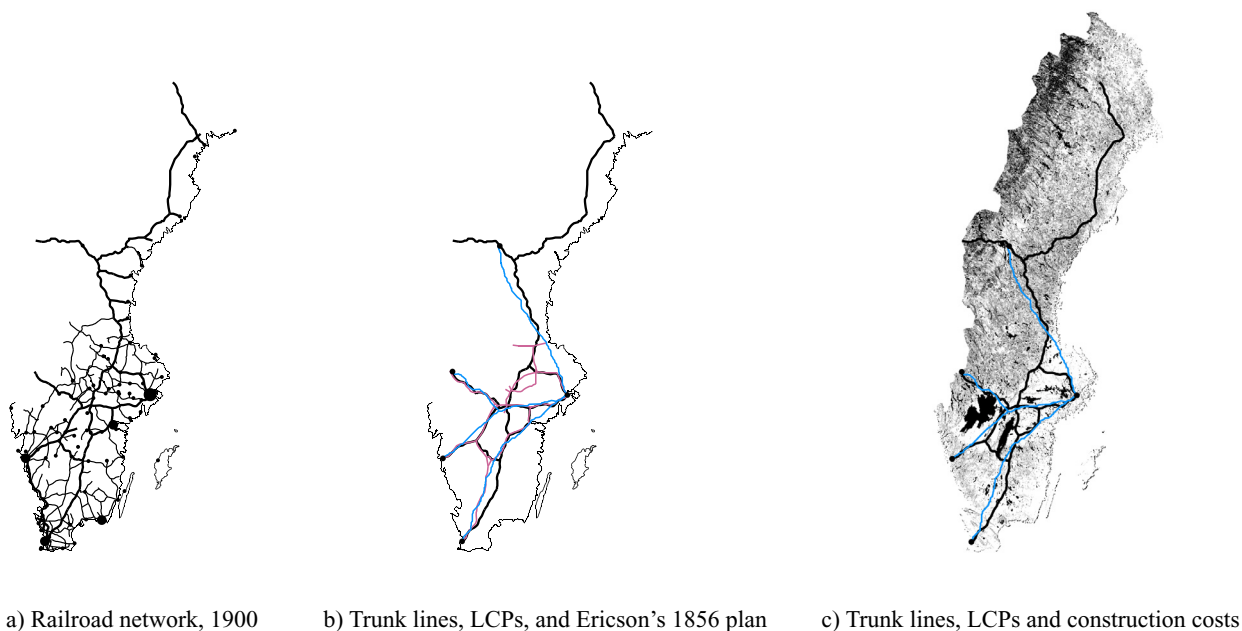 a) Railroad network, 1900
b) Trunk lines, LCPs, and Ericson's 1856 plan
c) Trunk lines, LCPs and construction costs